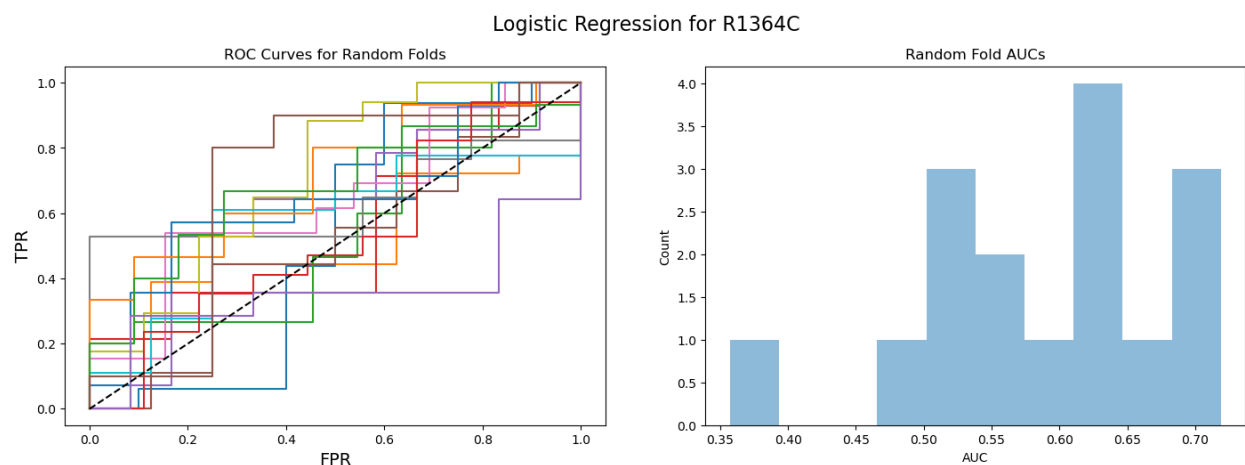 Logistic Regression for R1364C
ROC Curves for Random Folds
1.0
0.8
0.6
0.4
0.2
0.0
TPR
0.0 0.2 0.4 0.6 0.8 1.0
FPR
Random Fold AUCs
4.0
3.5
3.0
2.5
2.0
1.5
1.0
0.5
0.0
Count
0.35 0.40 0.45 0.50 0.55 0.60 0.65 0.70
AUC